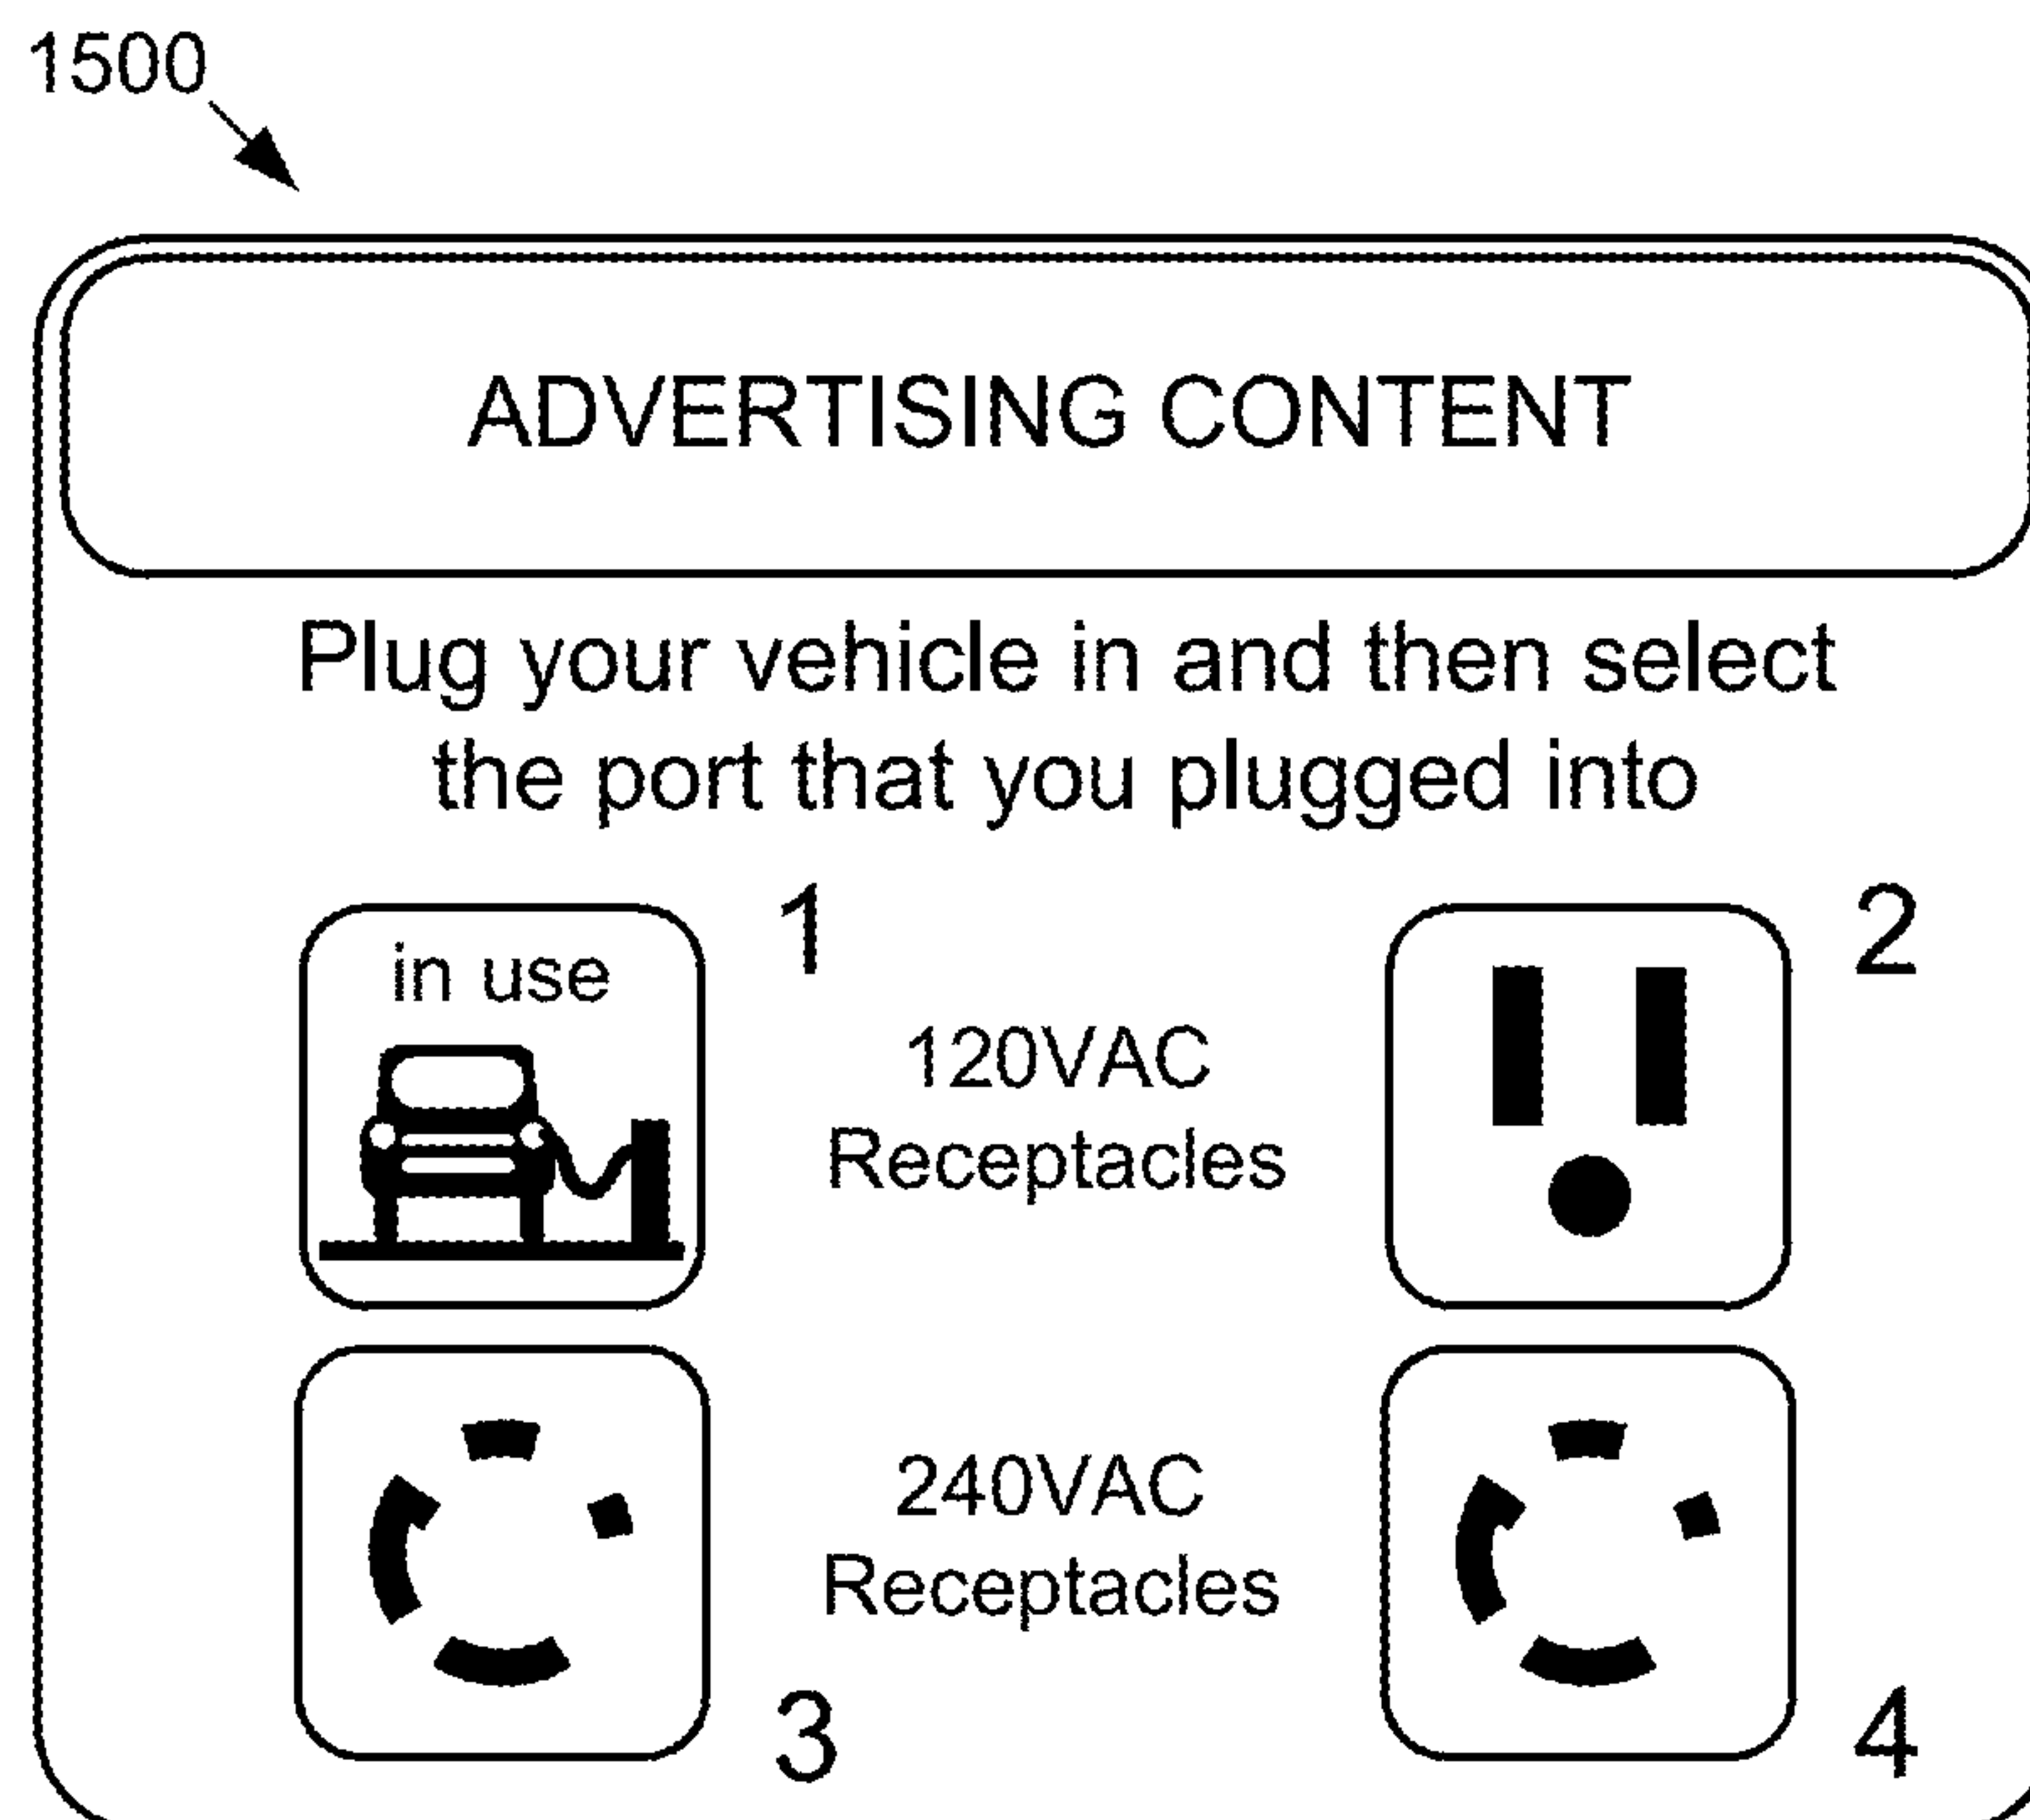 1500
ADVERTISING CONTENT
Plug your vehicle in and then select
the port that you plugged into
in use
1
2
120VAC
Receptacles
240VAC
Receptacles
3
4